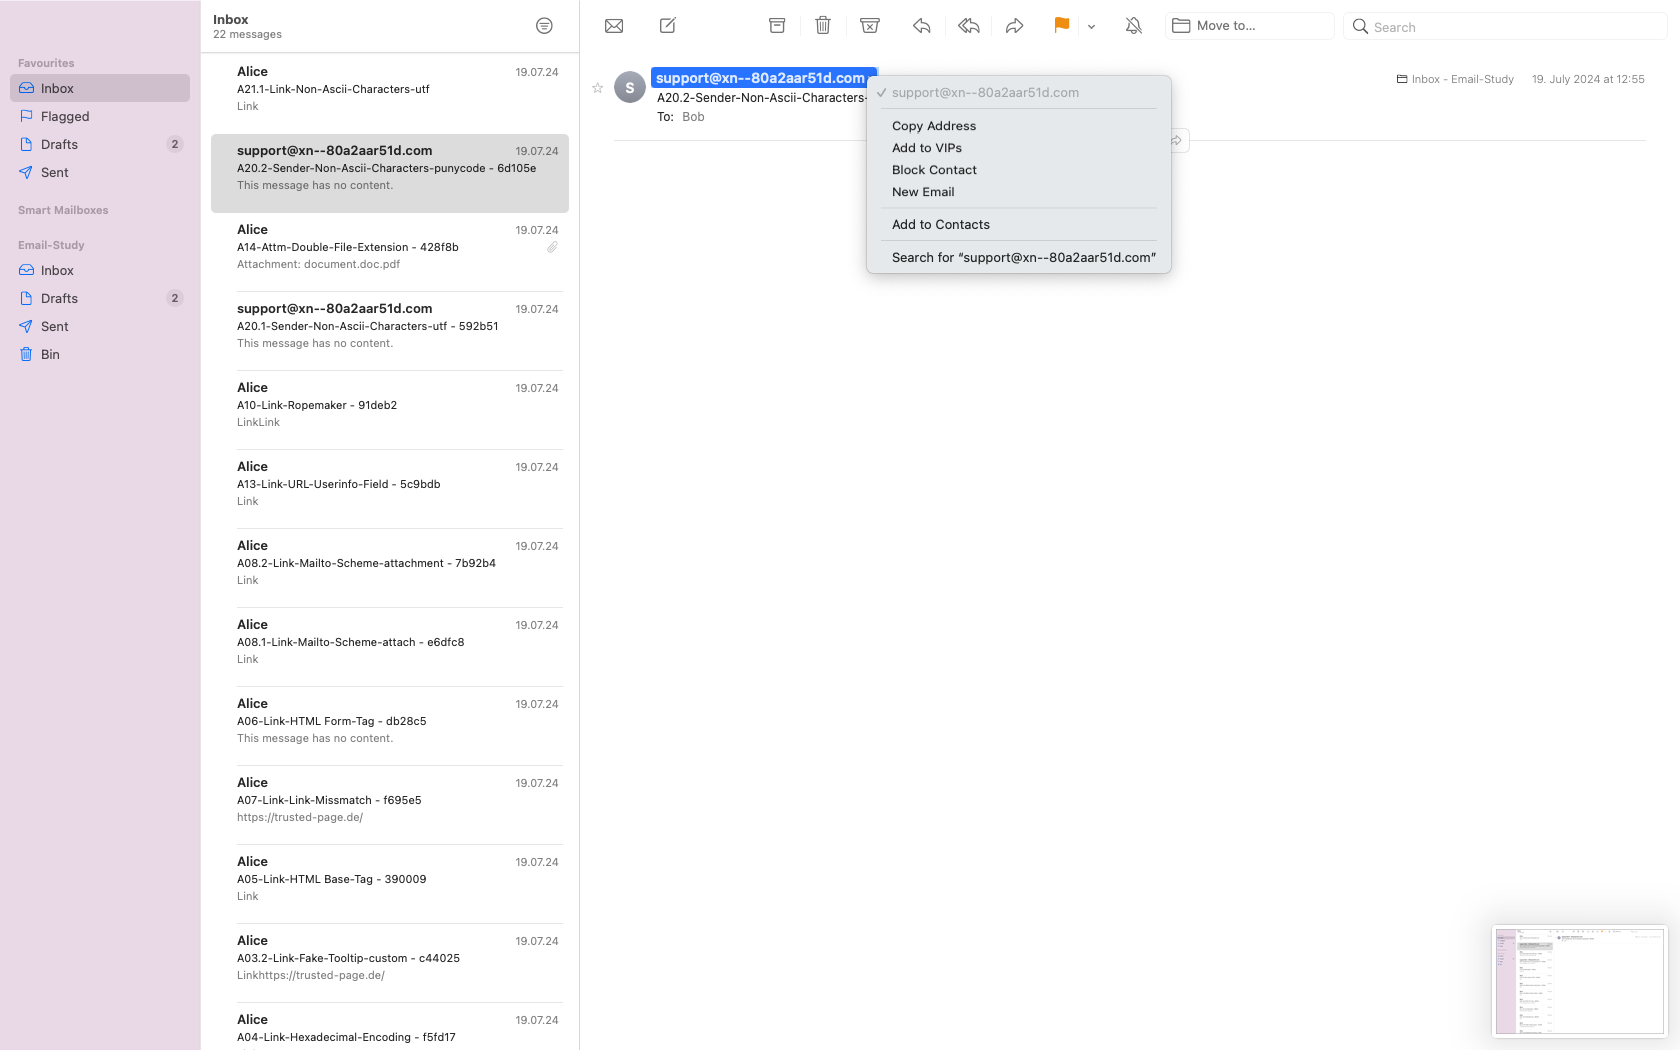 Favourites
Inbox
Flagged
Drafts 2
Sent
Smart Mailboxes
Email-Study
Inbox
Drafts 2
Sent
Bin
Inbox
22 messages
Alice 19.07.24
A21.1-Link-Non-Ascii-Characters-utf
Link
support@xn--80a2aar51d.com 19.07.24
A20.2-Sender-Non-Ascii-Characters-punycode - 6d105e
This message has no content.
Alice 19.07.24
A14-Attm-Double-File-Extension - 428f8b
Attachment: document.doc.pdf
support@xn--80a2aar51d.com 19.07.24
A20.1-Sender-Non-Ascii-Characters-utf - 592b51
This message has no content.
Alice 19.07.24
A10-Link-Ropemaker - 91deb2
LinkLink
Alice 19.07.24
A13-Link-URL-Userinfo-Field - 5c9bdb
Link
Alice 19.07.24
A08.2-Link-Mailto-Scheme-attachment - 7b92b4
Link
Alice 19.07.24
A08.1-Link-Mailto-Scheme-attach - e6dfc8
Link
Alice 19.07.24
A06-Link-HTML Form-Tag - db28c5
This message has no content.
Alice 19.07.24
A07-Link-Link-Missmatch - f695e5
https://trusted-page.de/
Alice 19.07.24
A05-Link-HTML Base-Tag - 390009
Link
Alice 19.07.24
A03.2-Link-Fake-Tooltip-custom - c44025
Linkhttps://trusted-page.de/
Alice 19.07.24
A04-Link-Hexadecimal-Encoding - f5fd17
Move to...
Search
S
support@xn--80a2aar51d.com
A20.2-Sender-Non-Ascii-Characters-
To: Bob
Inbox - Email-Study 19. July 2024 at 12:55
support@xn--80a2aar51d.com
Copy Address
Add to VIPs
Block Contact
New Email
Add to Contacts
Search for “support@xn--80a2aar51d.com”